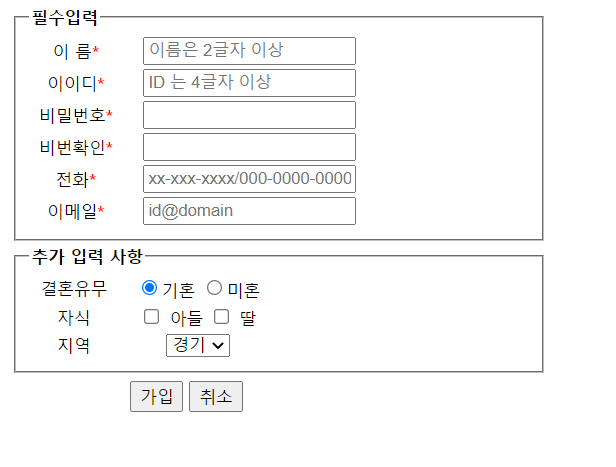 필수입력
이 름* 이름은 2글자 이상
이이디* ID 는 4글자 이상
비밀번호*
비번확인*
전화* xx-xxx-xxxx/000-0000-0000
이메일* id@domain
추가 입력 사항
결혼유무 기혼 미혼
자식 아들 딸
지역 경기
가입 취소